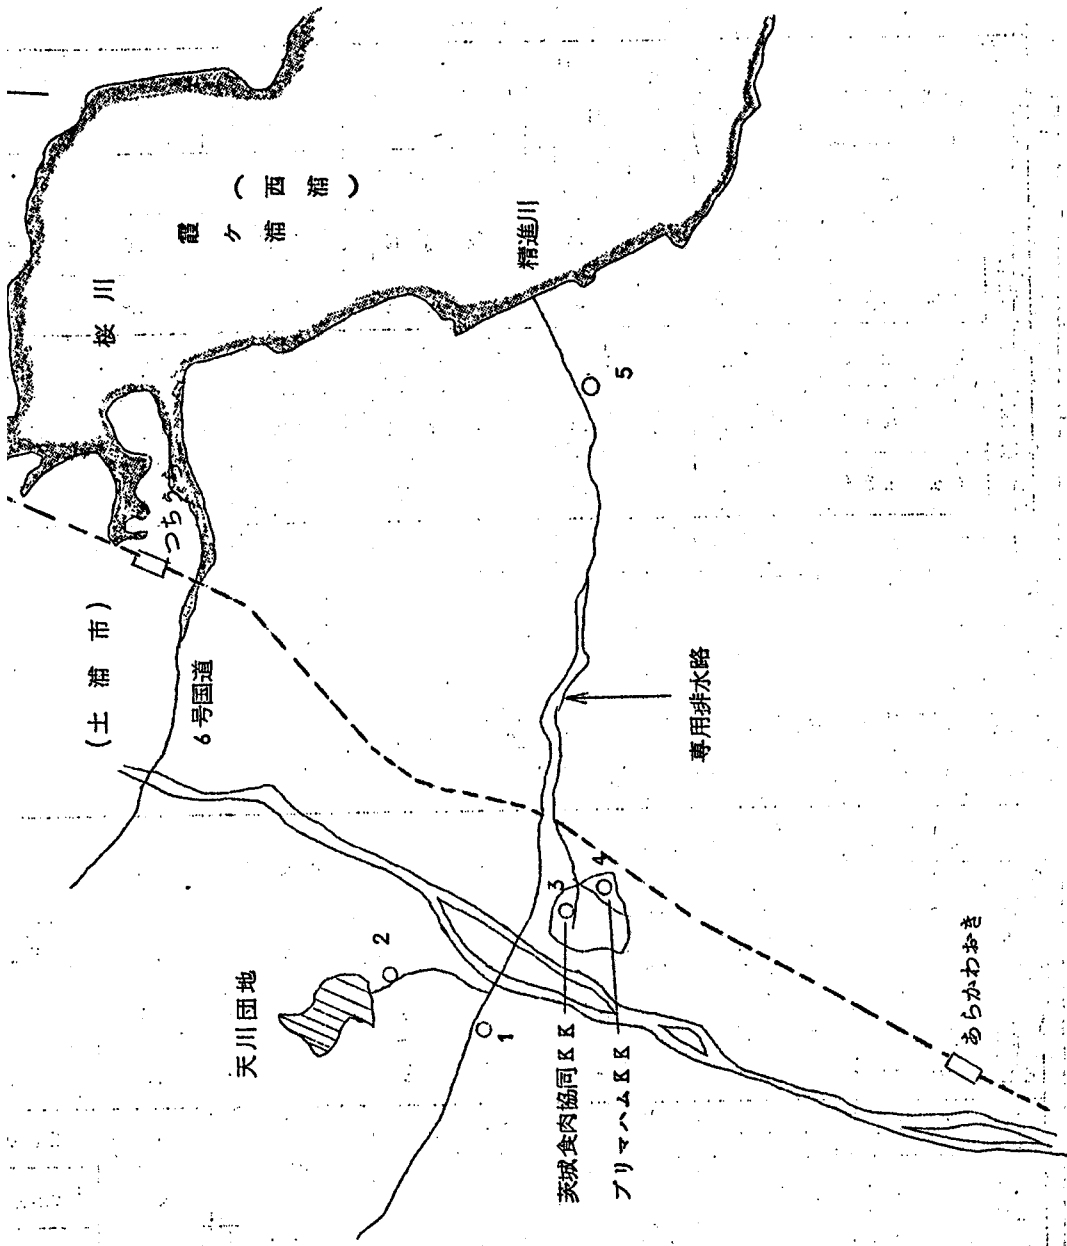 (西浦)
霞ヶ浦
桜川
精進川
5
つちうら
(土浦市)
6号国道
専用排水路
天川団地
2
1
3
4
茨城食肉協同KK
プリマハムKK
あらかわおき